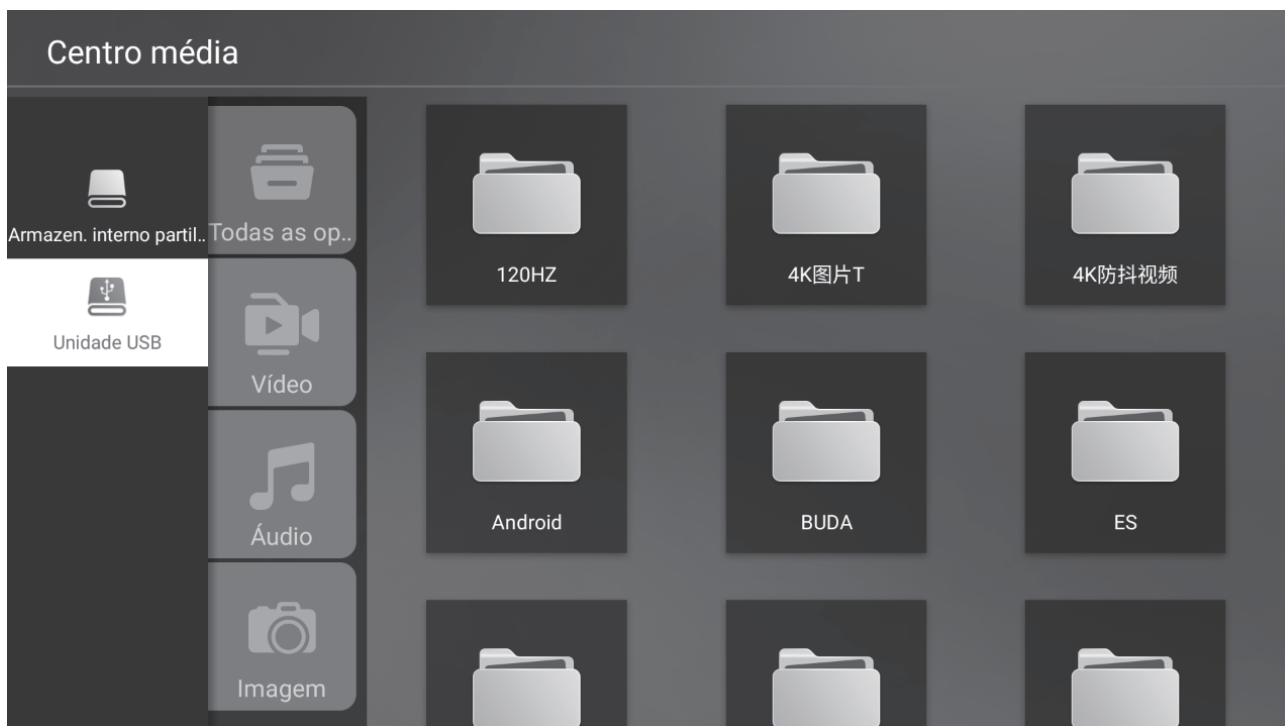 Centro média
Armazen. interno partil..
Unidade USB
Todas as op..
Vídeo
Áudio
Imagem
120HZ
4K图片T
4K防抖视频
Android
BUDA
ES